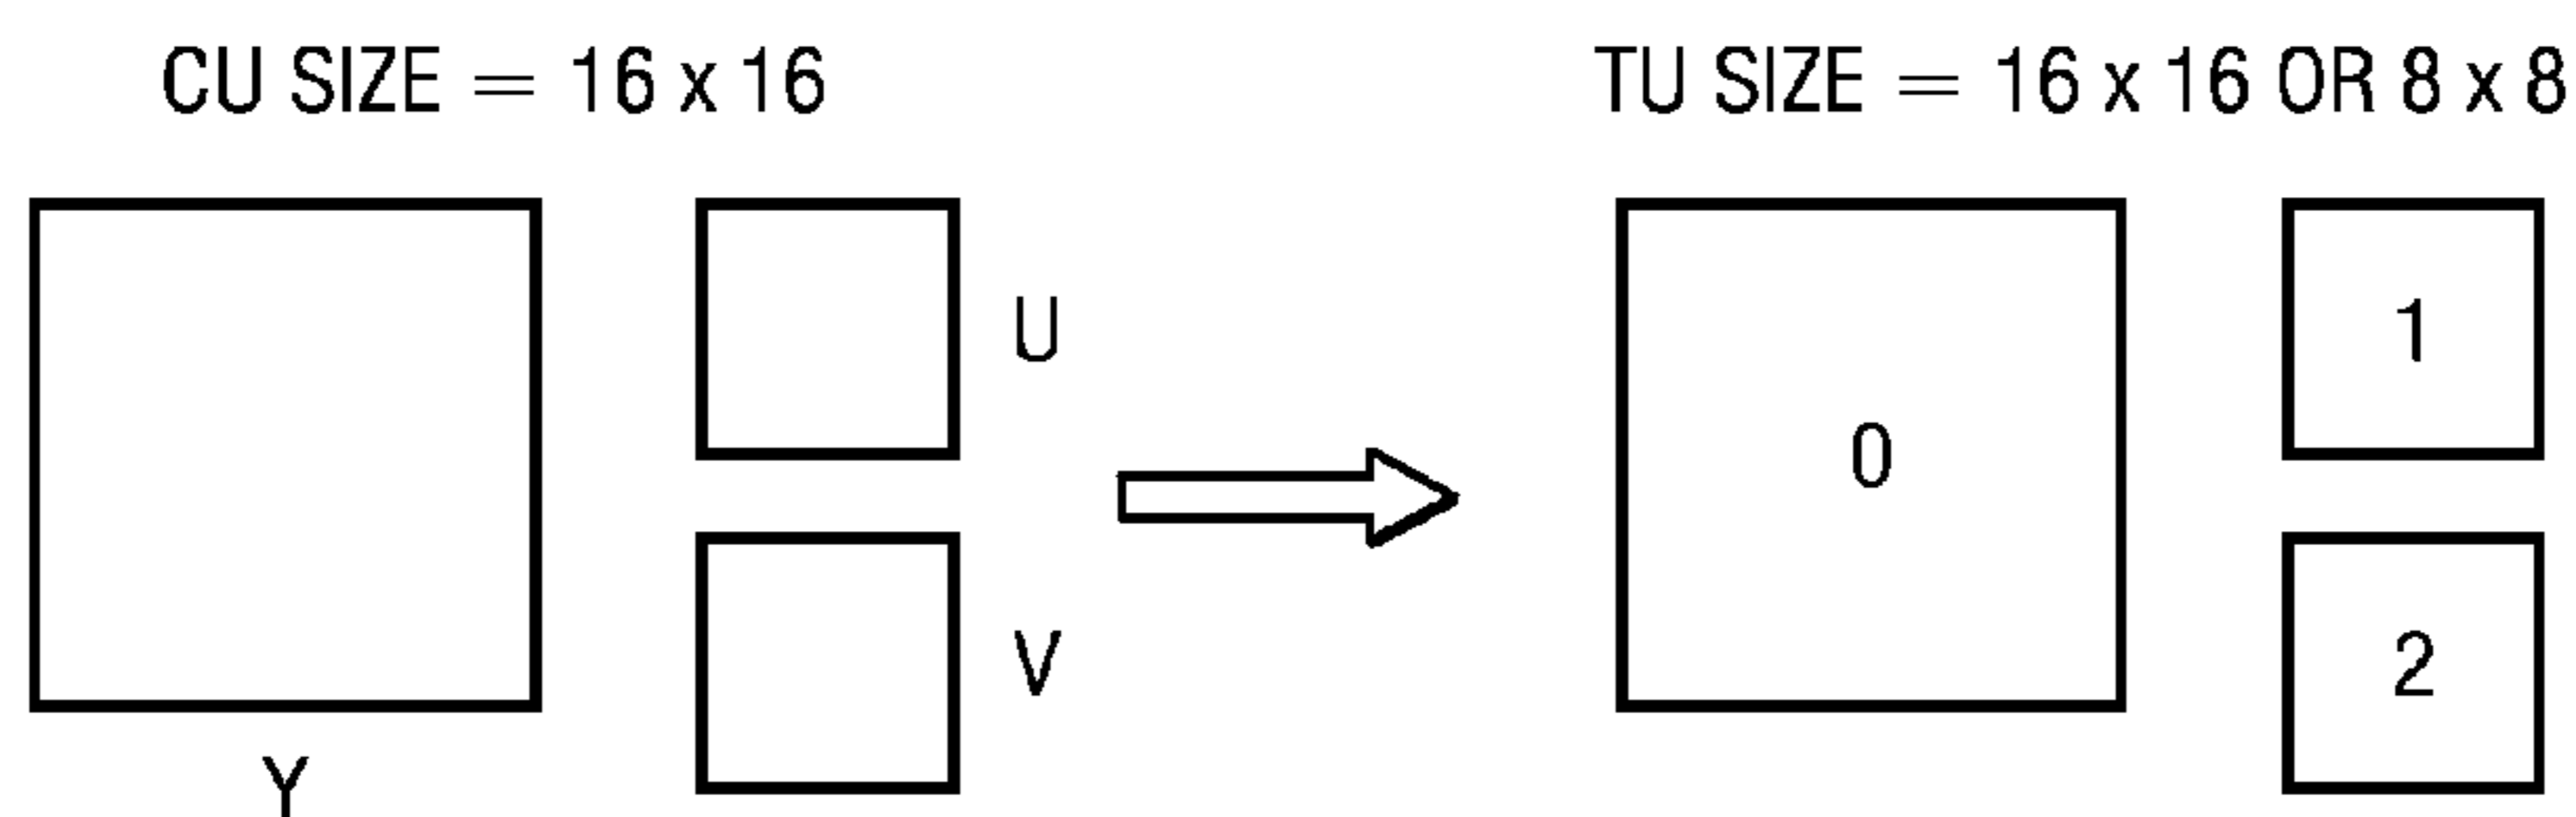 CU SIZE = 16 x 16
TU SIZE = 16 x 16 OR 8 x 8
U
1
0
V
2
Y